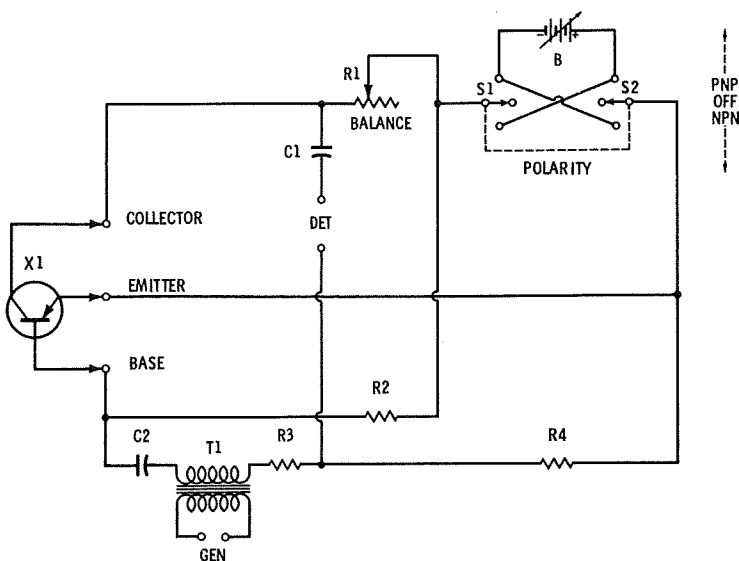 B
- +
S1
S2
PNP
OFF
NPN
R1
BALANCE
C1
POLARITY
COLLECTOR
DET
X1
EMITTER
BASE
R2
C2
T1
R3
R4
GEN